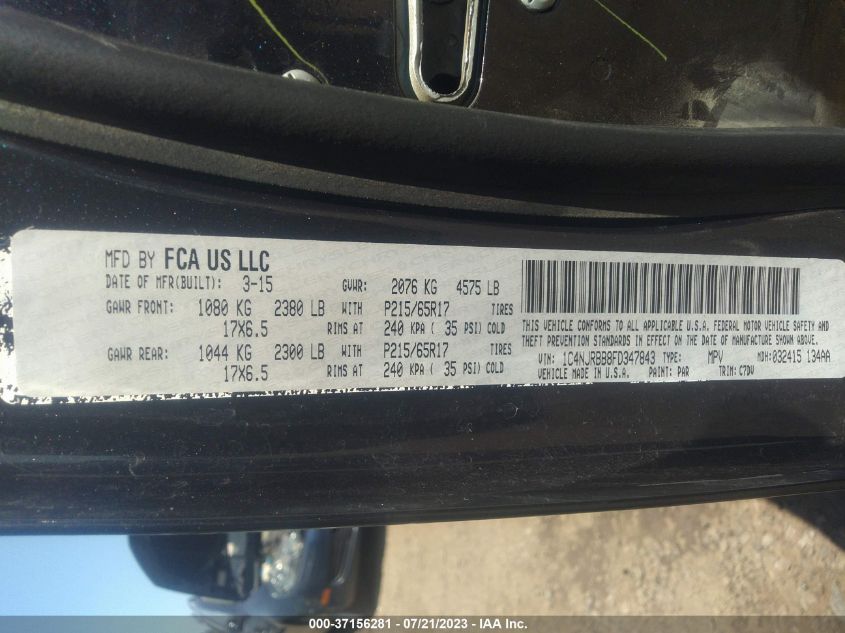 MFD BY FCA US LLC
DATE OF MFR(BUILT): 3-15 GVWR: 2076 KG 4575 LB
GAWR FRONT: 1080 KG 2380 LB WITH P215/65R17 TIRES
17X6.5 RIMS AT 240 KPA ( 35 PSI) COLD
GAWR REAR: 1044 KG 2300 LB WITH P215/65R17 TIRES
17X6.5 RIMS AT 240 KPA ( 35 PSI) COLD
THIS VEHICLE CONFORMS TO ALL APPLICABLE U.S.A. FEDERAL MOTOR VEHICLE SAFETY AND
THEFT PREVENTION STANDARDS IN EFFECT ON THE DATE OF MANUFACTURE SHOWN ABOVE.
VIN: 1C4NJRBB8FD347843 TYPE: MPV MDH:032415 134AA
VEHICLE MADE IN U.S.A. PAINT: PAR TRIM: C7DW
000-37156281 - 07/21/2023 - IAA Inc.